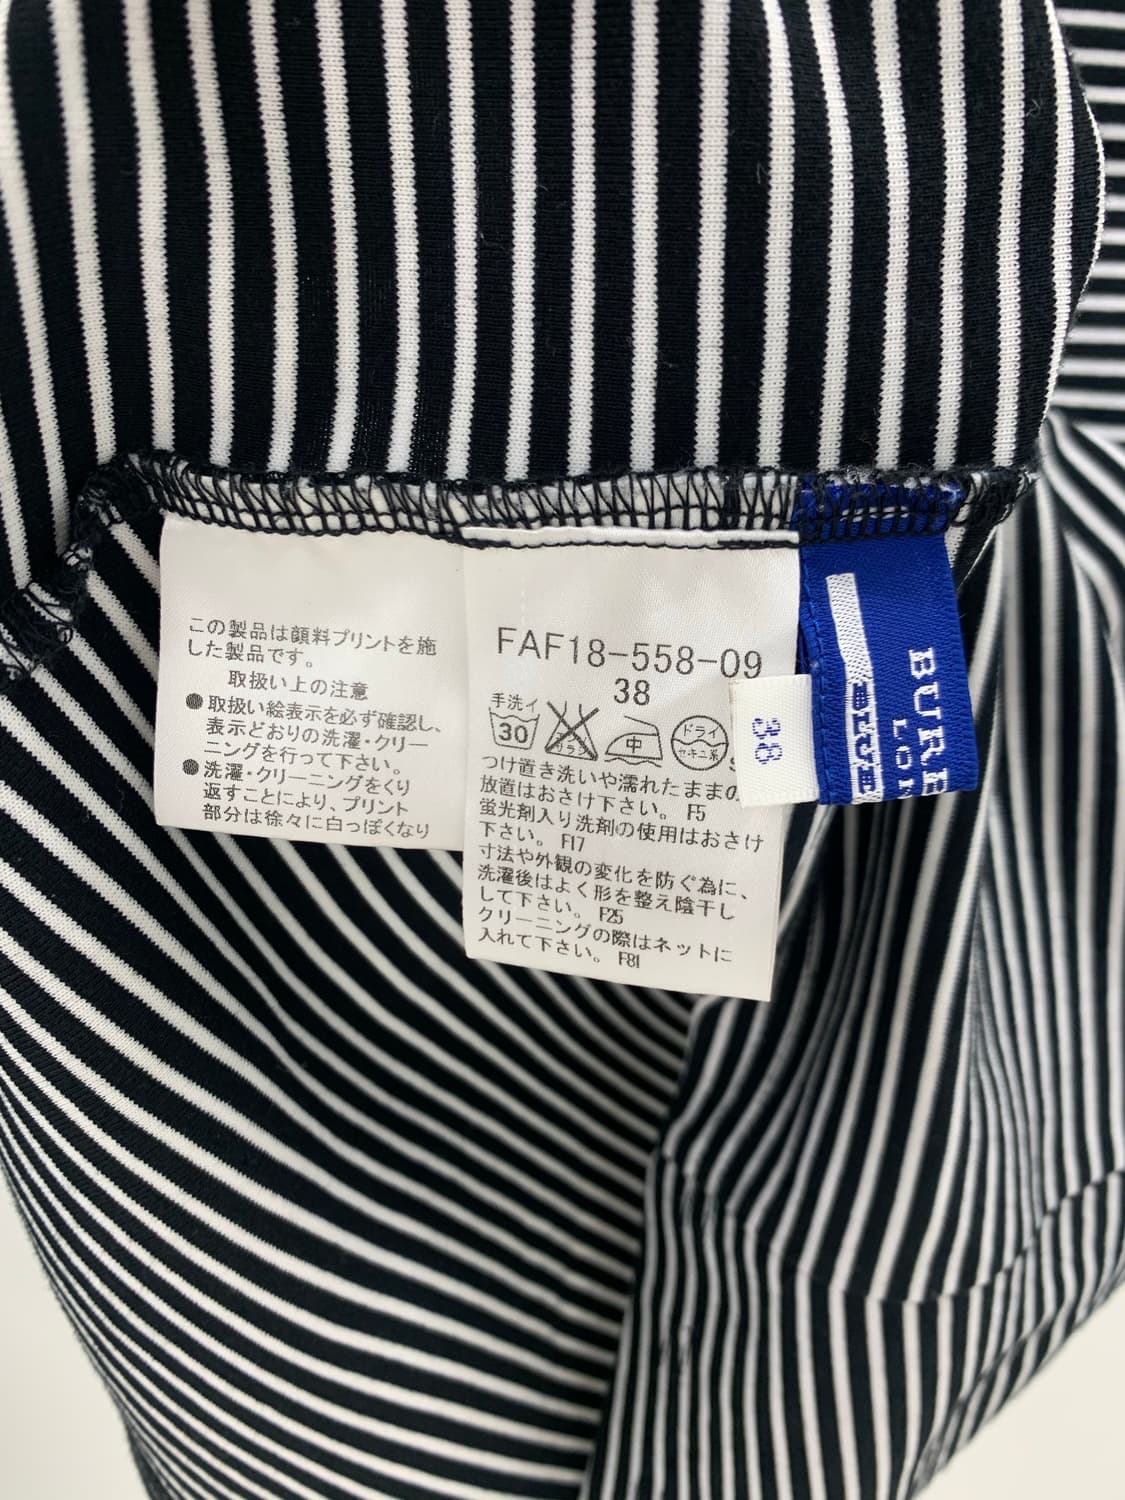 この製品は顔料プリントを施
した製品です。
取扱い上の注意
●取扱い絵表示を必ず確認し、
表示どおりの洗濯・クリー
ニングを行って下さい。
●洗濯・クリーニングをくり
返すことにより、プリント
部分は徐々に白っぽくなり
FAF18-558-09
38
手洗イ
30
中
ドライ
セキユ系
つけ置き洗いや濡れたままの
放置はおさけ下さい。 F5
蛍光剤入り洗剤の使用はおさけ
下さい。 F17
寸法や外観の変化を防ぐ為に、
洗濯後はよく形を整え陰干し
して下さい。 F25
クリーニングの際はネットに
入れて下さい。 F81
38
BLUE
BURB
LON